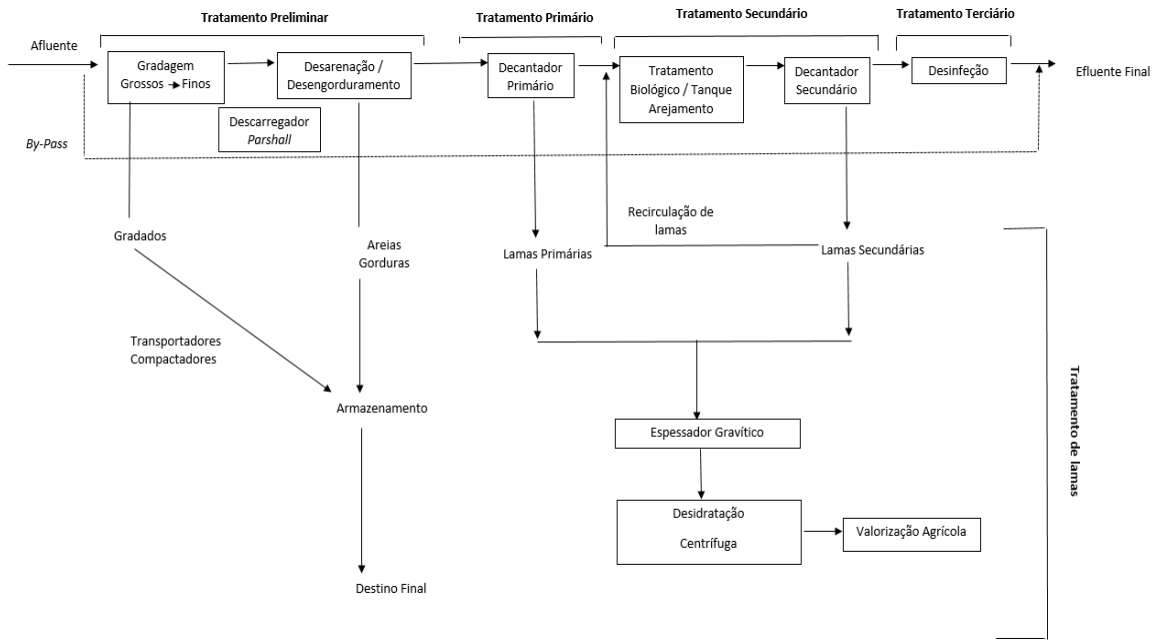 Tratamento Preliminar
Tratamento Primário
Tratamento Secundário
Tratamento Terciário
Afluente
Gradagem
Grossos → Finos
Desarenação /
Desengorduramento
Decantador
Primário
Tratamento
Biológico / Tanque
Arejamento
Decantador
Secundário
Desinfeção
Efluente Final
Descarregador
Parshall
By-Pass
Gradados
Areias
Gorduras
Lamas Primárias
Recirculação de
lamas
Lamas Secundárias
Transportadores
Compactadores
Armazenamento
Tratamento de lamas
Espessador Gravítico
Desidratação
Centrífuga
Valorização Agrícola
Destino Final